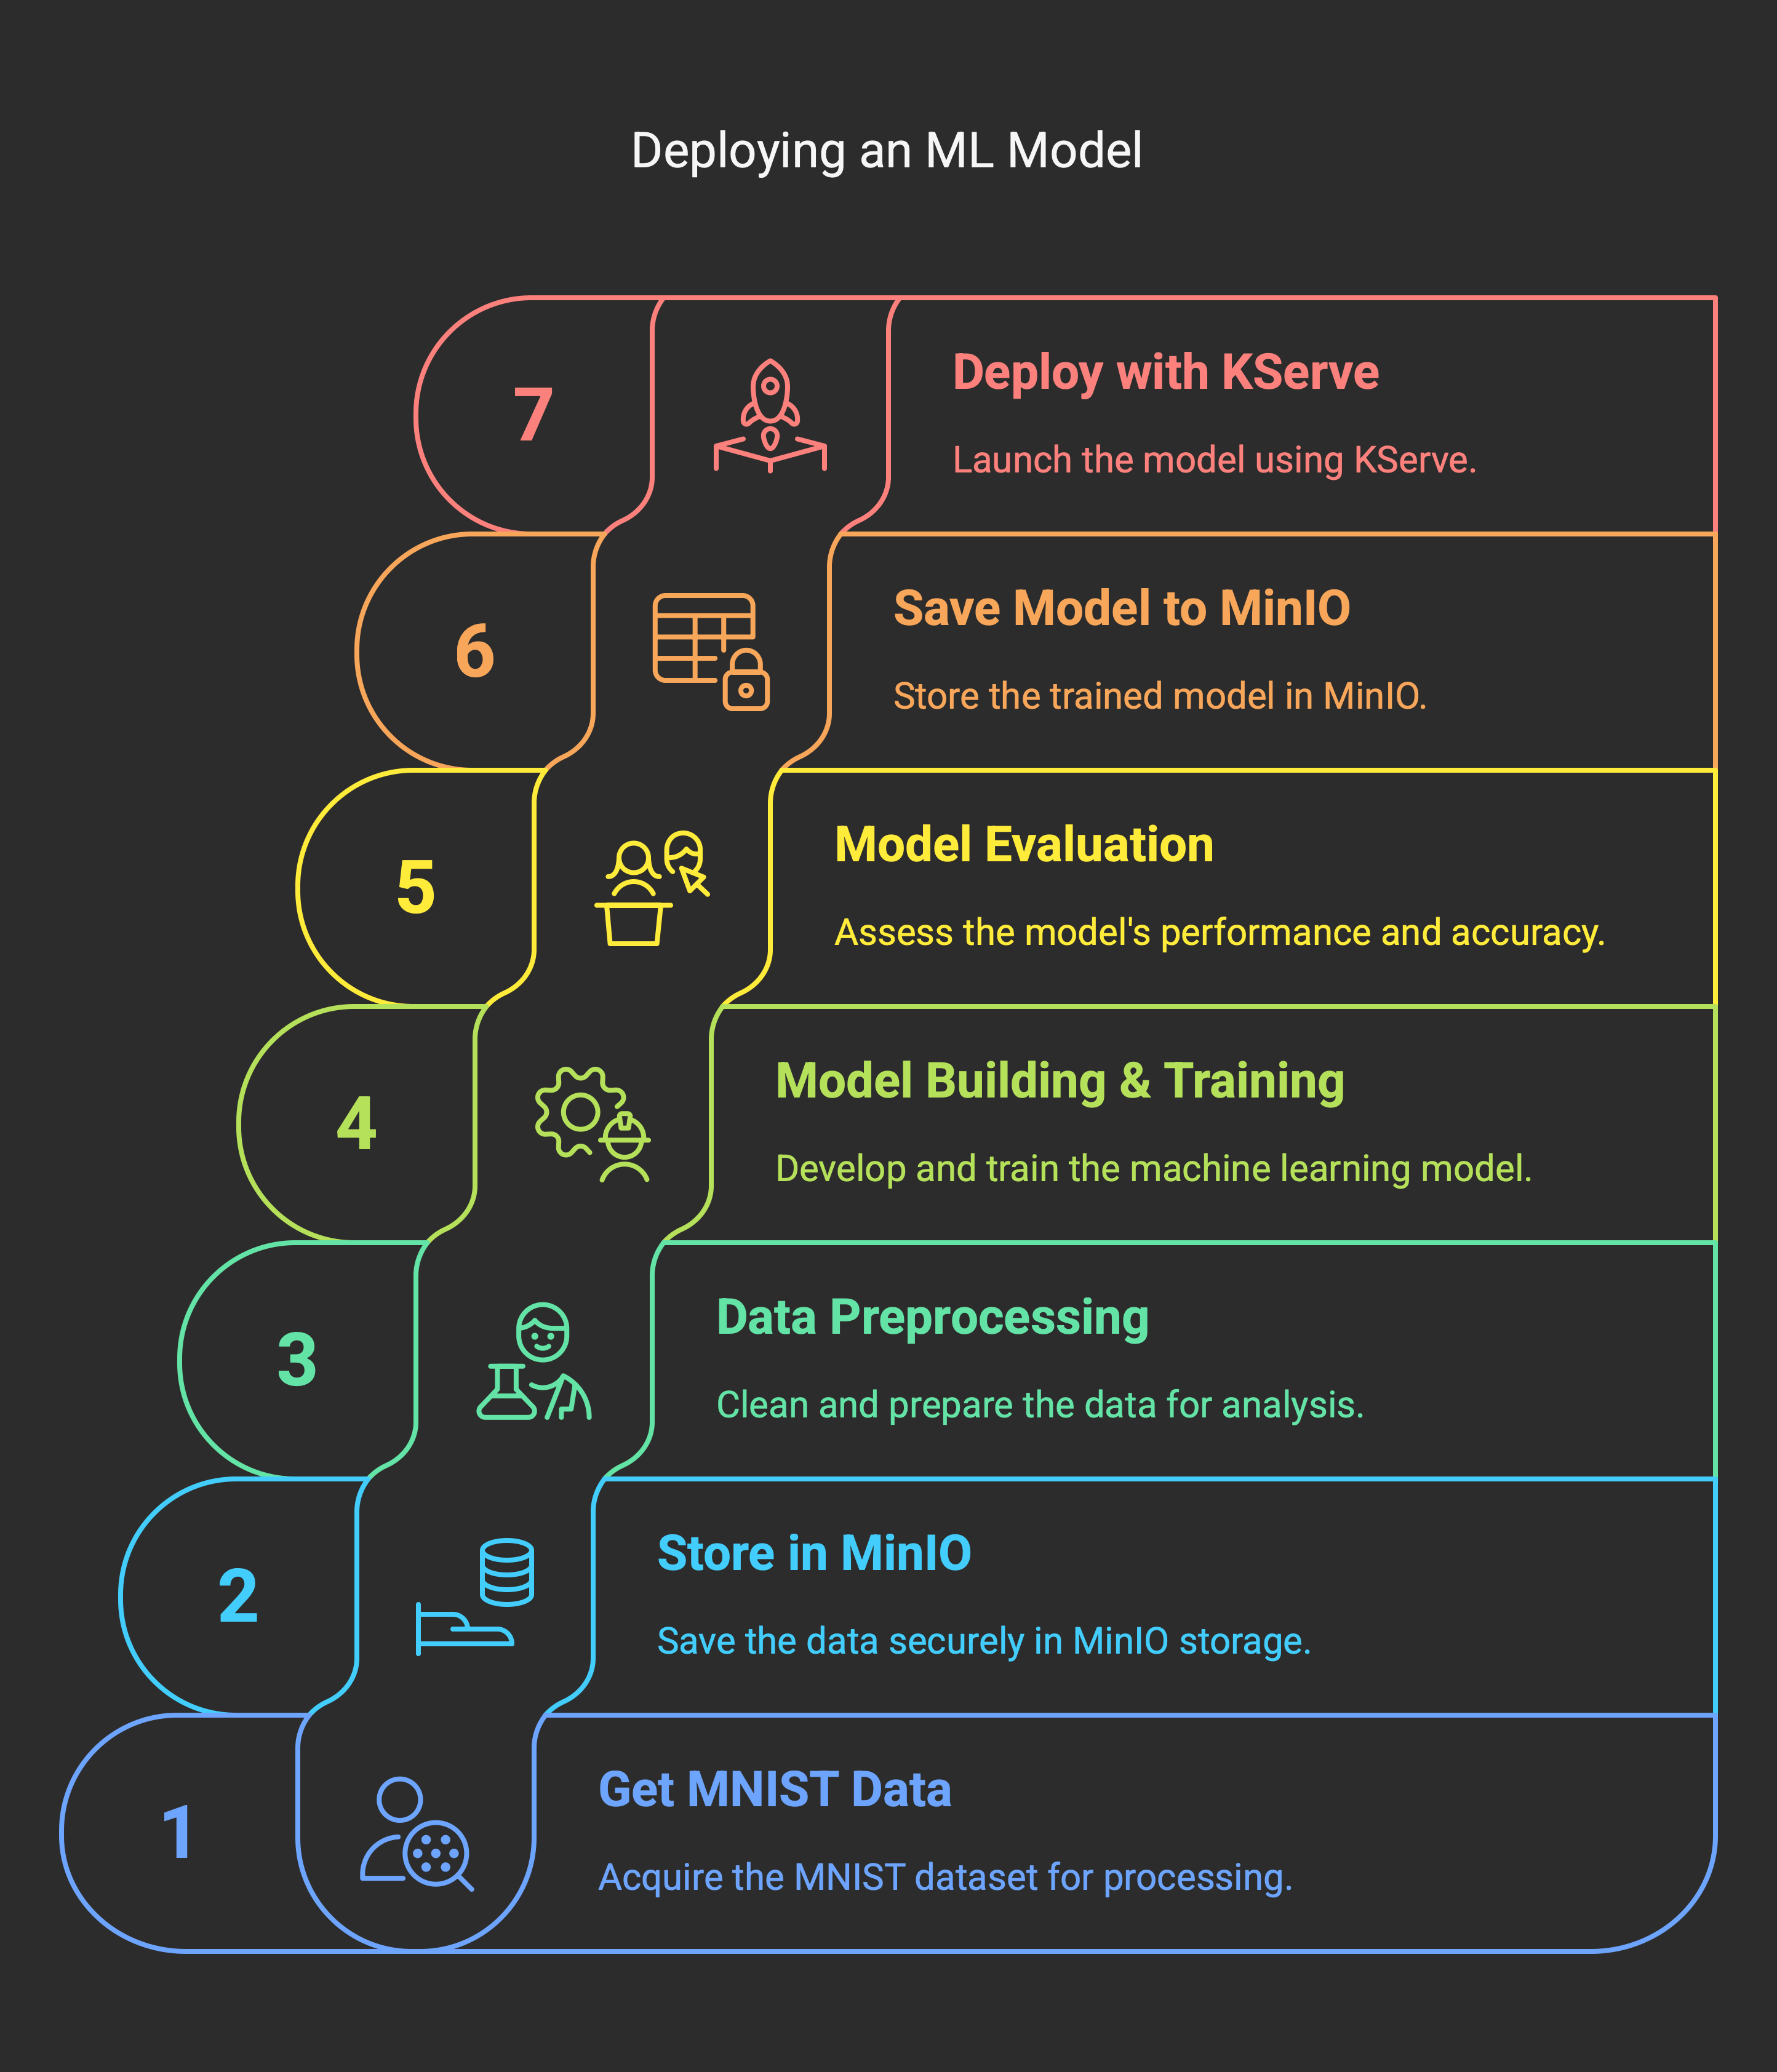 Deploying an ML Model
7
Deploy with KServe
Launch the model using KServe.
6
Save Model to MinIO
Store the trained model in MinIO.
5
Model Evaluation
Assess the model's performance and accuracy.
4
Model Building & Training
Develop and train the machine learning model.
3
Data Preprocessing
Clean and prepare the data for analysis.
2
Store in MinIO
Save the data securely in MinIO storage.
1
Get MNIST Data
Acquire the MNIST dataset for processing.